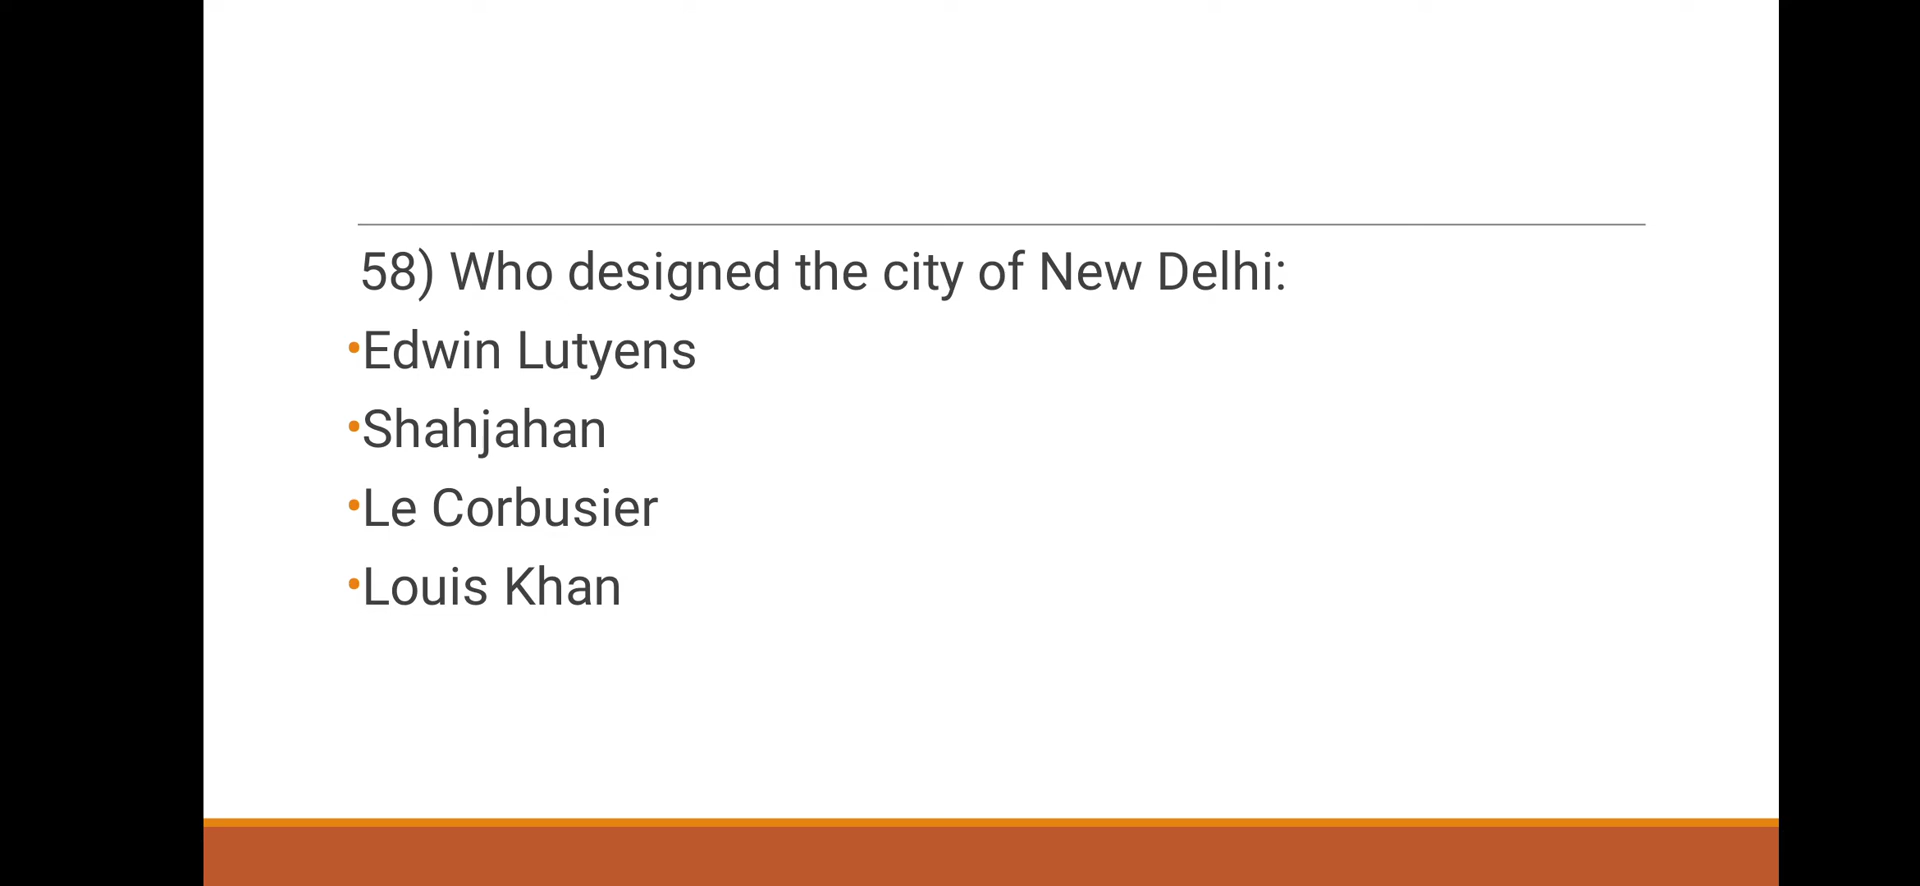 58) Who designed the city of New Delhi:
•Edwin Lutyens
•Shahjahan
•Le Corbusier
•Louis Khan